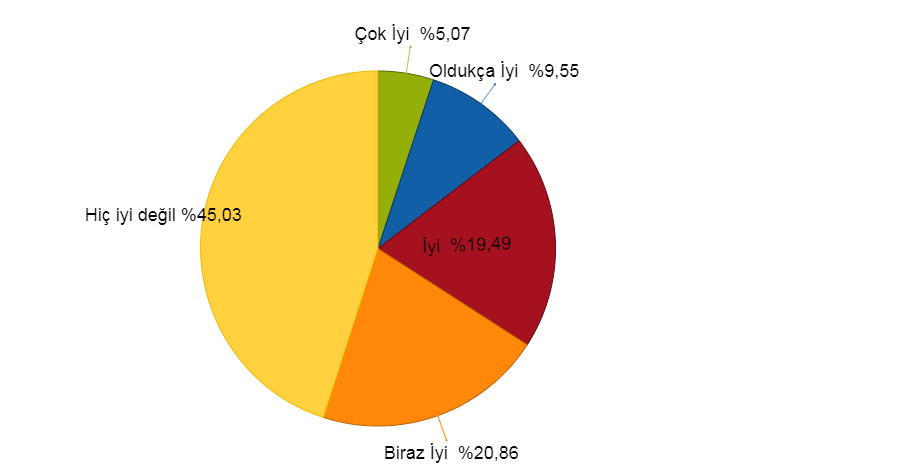 Çok İyi %5,07
Oldukça İyi %9,55
Hiç iyi değil %45,03
İyi %19,49
Biraz İyi %20,86